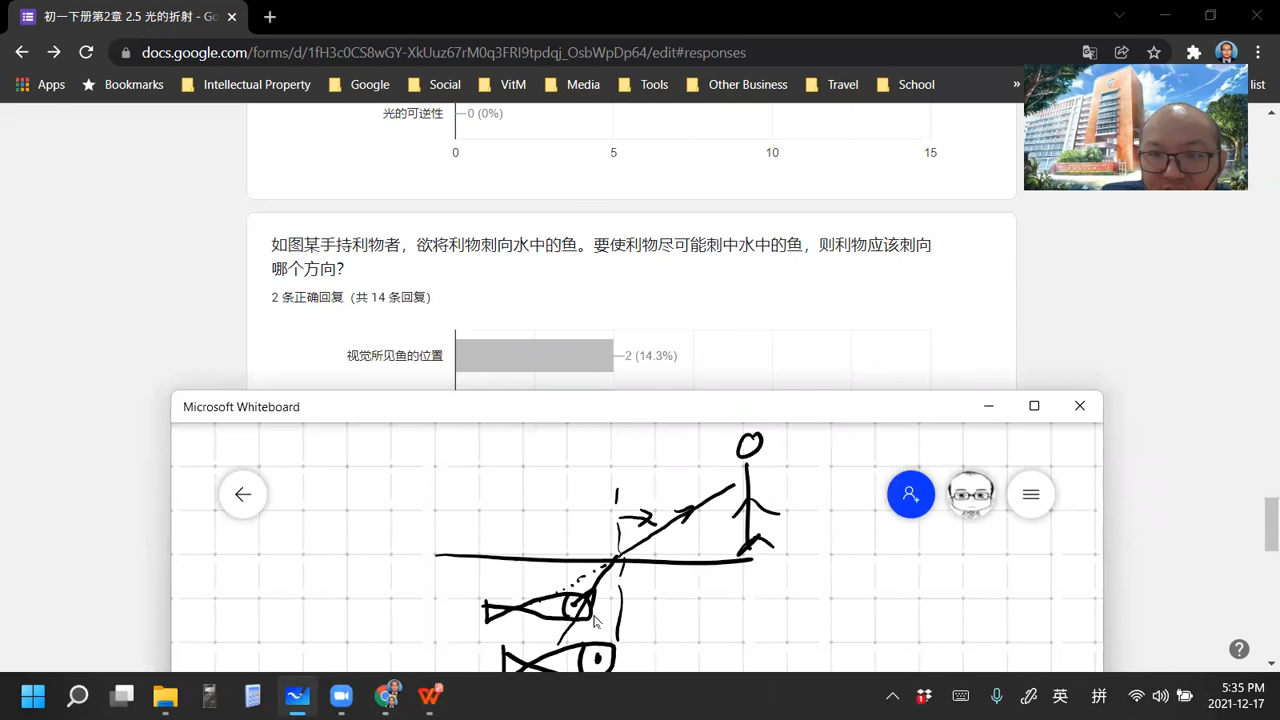 初一下册第2章 2.5 光的折射 - Go
docs.google.com/forms/d/1fH3c0CS8wGY-XkUuz67rM0q3FRI9tpdqj_OsbWpDp64/edit#responses
Apps
Bookmarks
Intellectual Property
gle
Social
VitM
Media
Tools
Other Business
Travel
School
»
list
光的可逆性
0 (0%)
0
5
10
15
如图某手持利物者，欲将利物刺向水中的鱼。要使利物尽可能刺中水中的鱼，则利物应该刺向
哪个方向?
2 条正确回复（共 14 条回复）
视觉所见鱼的位置
2 (14.3%)
Microsoft Whiteboard
英
拼
5:35 PM
2021-12-17